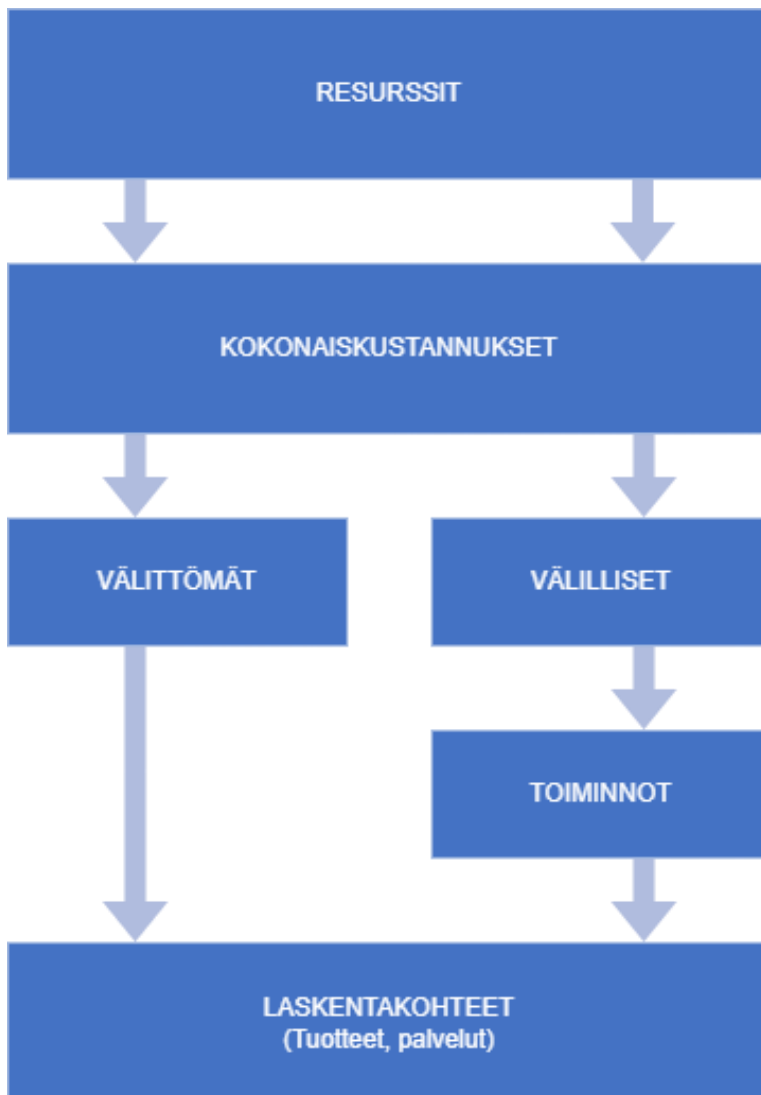 RESURSSIT
KOKONAISKUSTANNUKSET
VÄLITTÖMÄT
VÄLILLISET
TOIMINNOT
LASKENTAKOHTEET
(Tuotteet, palvelut)